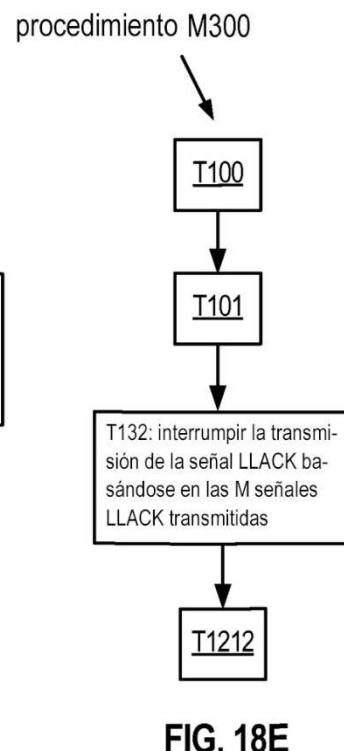 procedimiento M300
T100
T101
T132: interrumpir la transmi-
sión de la señal LLACK ba-
sándose en las M señales
LLACK transmitidas
T1212
FIG. 18E